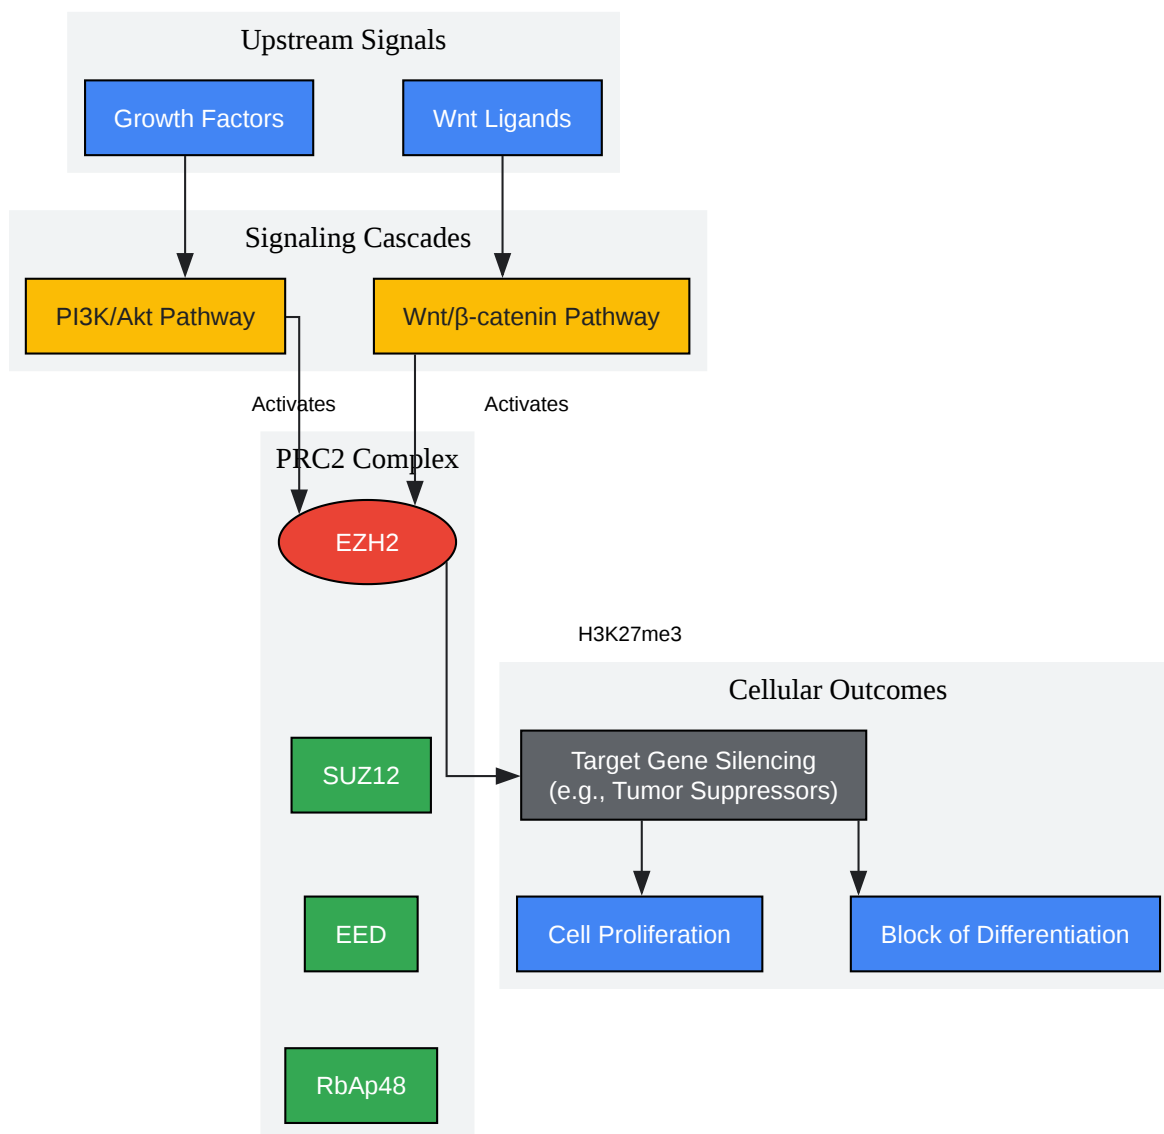 Upstream Signals
Growth Factors
Wnt Ligands
Signaling Cascades
PI3K/Akt Pathway
Wnt/β-catenin Pathway
Activates
Activates
PRC2 Complex
EZH2
H3K27me3
Cellular Outcomes
Target Gene Silencing
(e.g., Tumor Suppressors)
SUZ12
Cell Proliferation
Block of Differentiation
EED
RbAp48